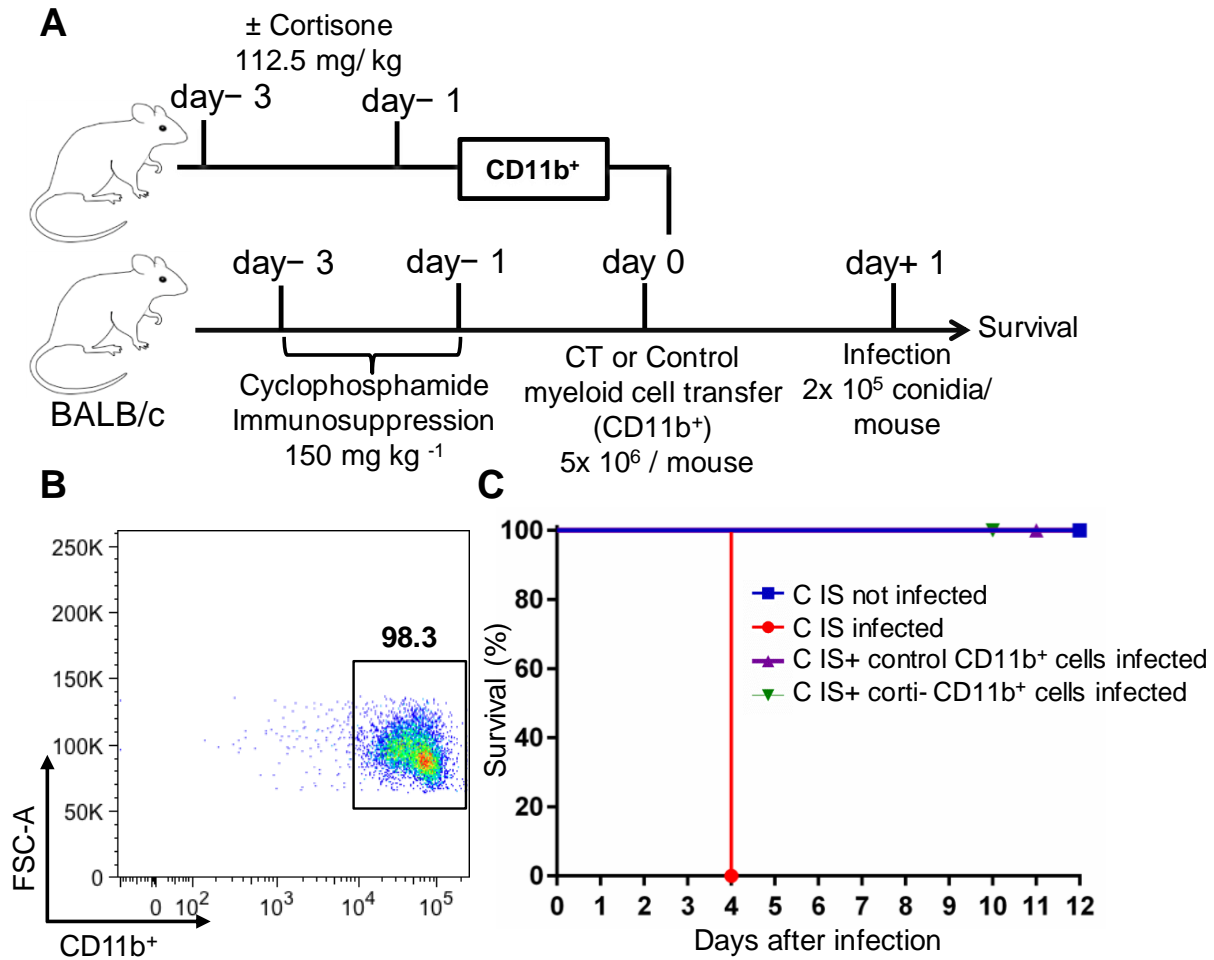 A
± Cortisone
112.5 mg/ kg
day− 3
day− 1
CD11b⁺
day− 3
day− 1
day 0
day+ 1
Survival
BALB/c
Cyclophosphamide
Immunosuppression
150 mg kg ⁻¹
CT or Control
myeloid cell transfer
(CD11b⁺)
5x 10⁶ / mouse
Infection
2x 10⁵ conidia/
mouse
B
250K
200K
150K
100K
50K
0
98.3
0
10²
10³
10⁴
10⁵
FSC-A
CD11b⁺
C
100
80
60
40
20
0
Survival (%)
C IS not infected
C IS infected
C IS+ control CD11b⁺ cells infected
C IS+ corti- CD11b⁺ cells infected
0 1 2 3 4 5 6 7 8 9 10 11 12
Days after infection